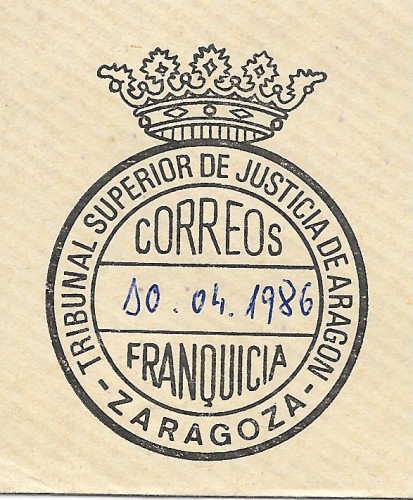 - TRIBUNAL SUPERIOR DE JUSTICIA DE ARAGON -
CORREOS
10.04.1986
FRANQUICIA
ZARAGOZA